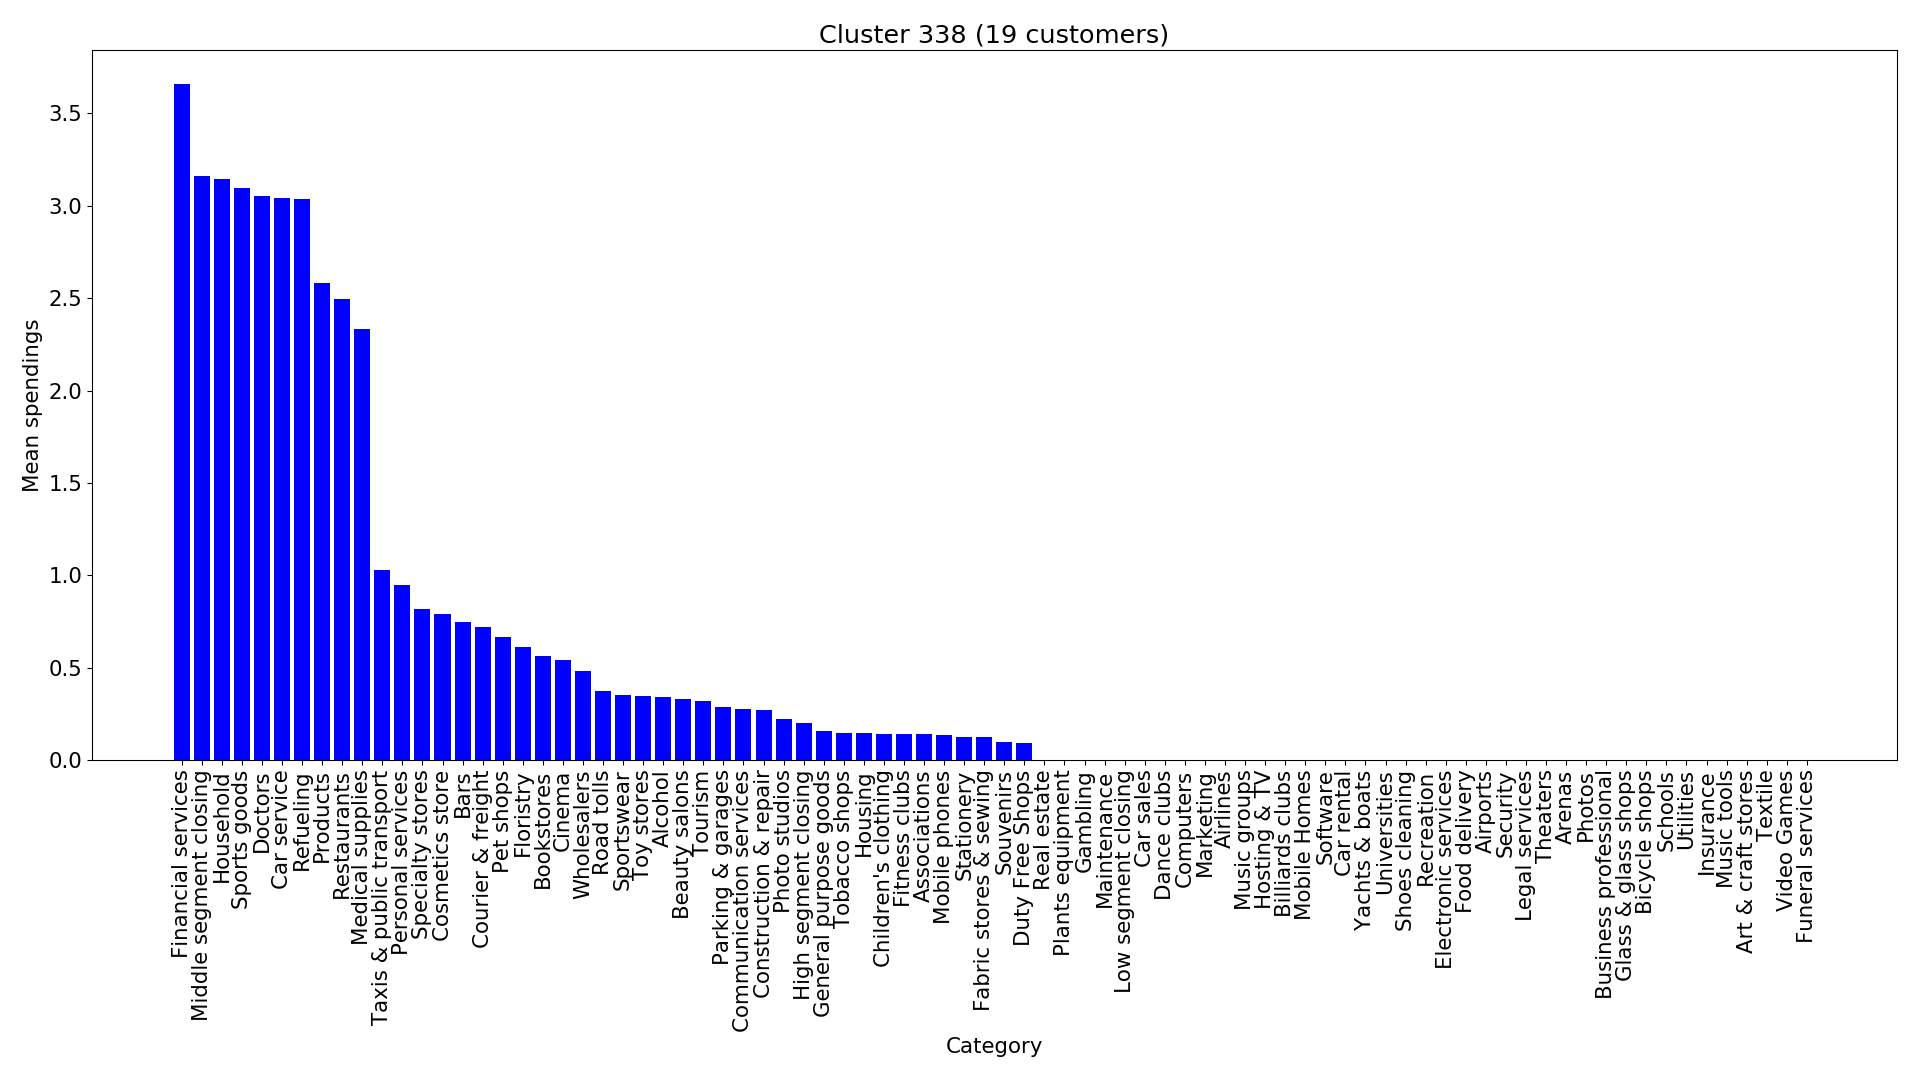 Cluster 338 (19 customers)
Mean spendings
3.5
3.0
2.5
2.0
1.5
1.0
0.5
0.0
Financial services
Middle segment closing
Household
Sports goods
Doctors
Car service
Refueling
Products
Restaurants
Medical supplies
Taxis & public transport
Personal services
Specialty stores
Cosmetics store
Bars
Courier & freight
Pet shops
Floristry
Bookstores
Cinema
Wholesalers
Road tolls
Sportswear
Toy stores
Alcohol
Beauty salons
Tourism
Parking & garages
Communication services
Construction & repair
Photo studios
High segment closing
General purpose goods
Tobacco shops
Housing
Children's clothing
Fitness clubs
Associations
Mobile phones
Stationery
Fabric stores & sewing
Souvenirs
Duty Free Shops
Real estate
Plants equipment
Gambling
Maintenance
Low segment closing
Car sales
Dance clubs
Computers
Marketing
Airlines
Music groups
Hosting & TV
Billiards clubs
Mobile Homes
Software
Car rental
Yachts & boats
Universities
Shoes cleaning
Recreation
Electronic services
Food delivery
Airports
Security
Legal services
Theaters
Arenas
Photos
Business professional
Glass & glass shops
Bicycle shops
Schools
Utilities
Insurance
Music tools
Art & craft stores
Textile
Video Games
Funeral services
Category